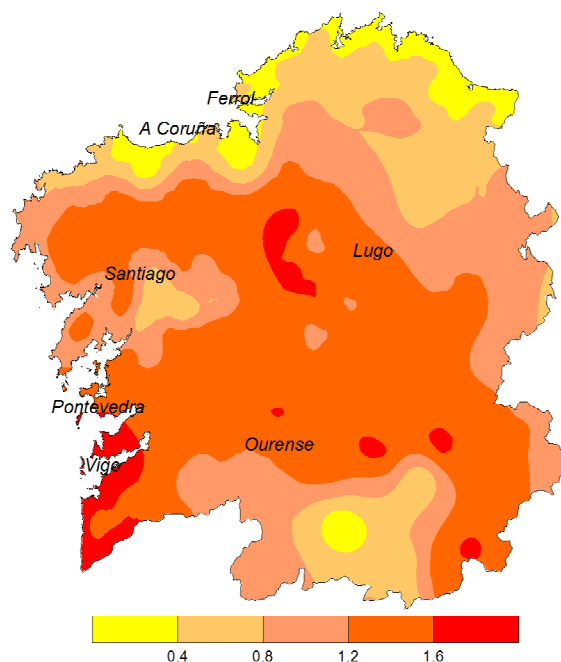 Ferrol
A Coruña
Lugo
Santiago
Pontevedra
Ourense
Vigo
0.4 0.8 1.2 1.6